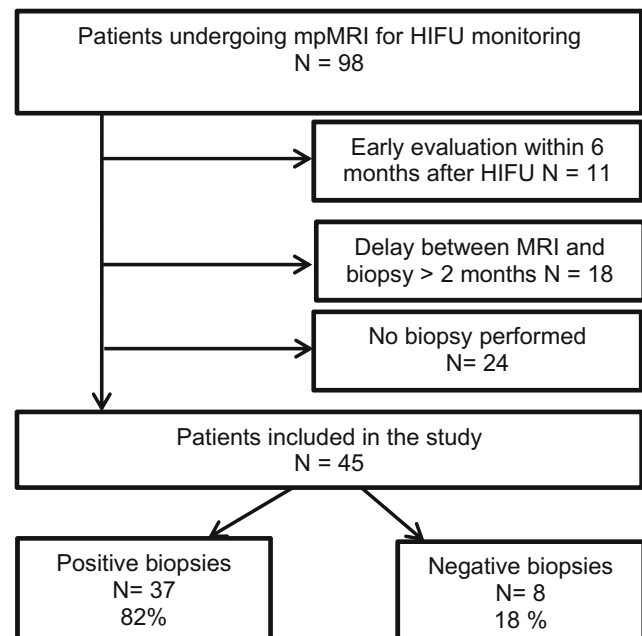 Patients undergoing mpMRI for HIFU monitoring
N = 98
Early evaluation within 6
months after HIFU N = 11
Delay between MRI and
biopsy > 2 months N = 18
No biopsy performed
N= 24
Patients included in the study
N = 45
Positive biopsies
N= 37
82%
Negative biopsies
N= 8
18 %